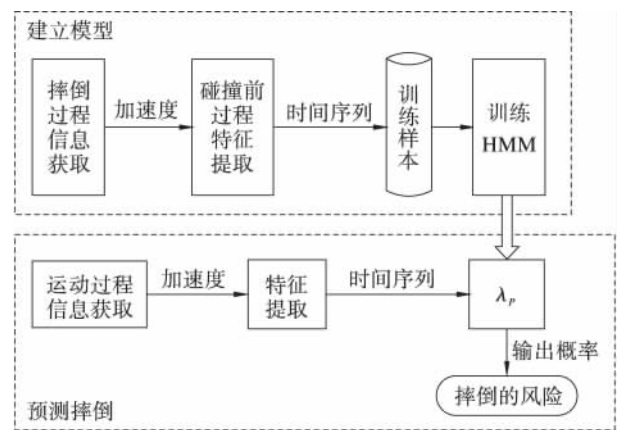 建立模型
摔倒
过程
信息
获取
加速度
碰撞前
过程
特征
提取
时间序列
训
练
样
本
训练
HMM
运动过程
信息获取
加速度
特征
提取
时间序列
λP
输出概率
摔倒的风险
预测摔倒